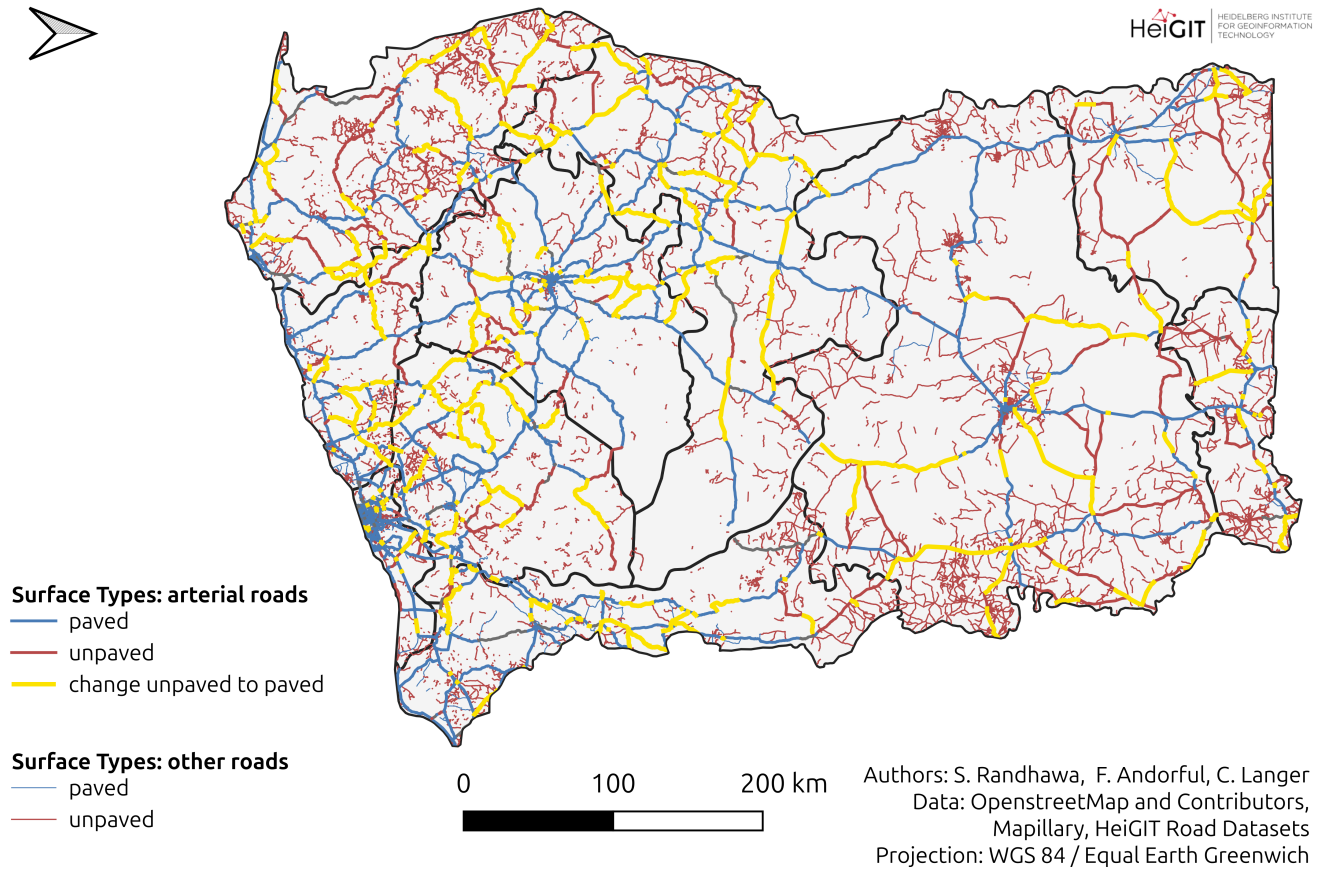 HeiGIT
HEIDELBERG INSTITUTE
FOR GEOINFORMATION
TECHNOLOGY
Surface Types: arterial roads
paved
unpaved
change unpaved to paved
Surface Types: other roads
paved
unpaved
0 100 200 km
Authors: S. Randhawa, F. Andorful, C. Langer
Data: OpenstreetMap and Contributors,
Mapillary, HeiGIT Road Datasets
Projection: WGS 84 / Equal Earth Greenwich